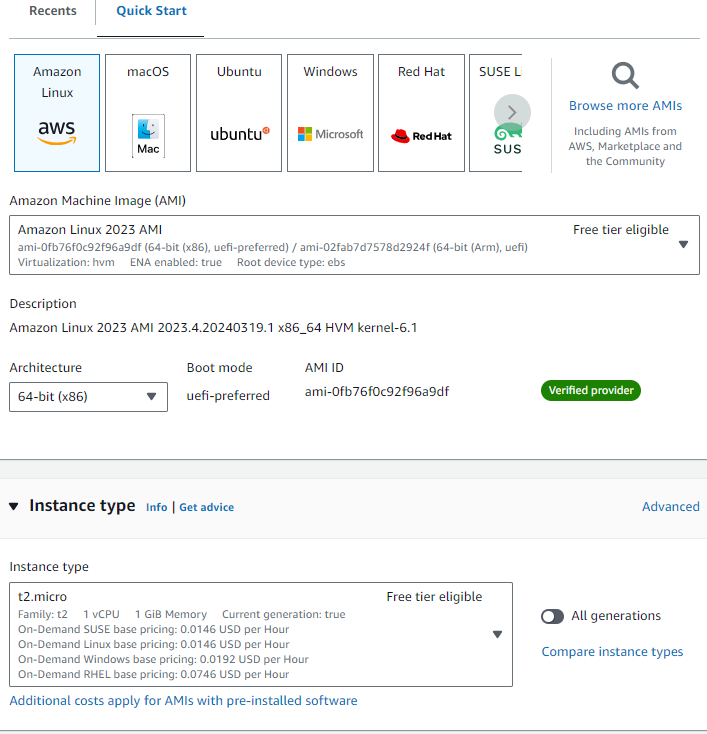 Recents
Quick Start
Amazon
Linux
aws
macOS
Mac
Ubuntu
ubuntu
Windows
Microsoft
Red Hat
Red Hat
SUSE L
SUS
Browse more AMIs
Including AMIs from
AWS, Marketplace and
the Community
Amazon Machine Image (AMI)
Amazon Linux 2023 AMI
Free tier eligible
ami-0fb76f0c92f96a9df (64-bit (x86), uefi-preferred) / ami-02fab7d7578d2924f (64-bit (Arm), uefi)
Virtualization: hvm ENA enabled: true Root device type: ebs
Description
Amazon Linux 2023 AMI 2023.4.20240319.1 x86_64 HVM kernel-6.1
Architecture
Boot mode
AMI ID
64-bit (x86)
uefi-preferred
ami-0fb76f0c92f96a9df
Verified provider
Instance type Info | Get advice
Advanced
Instance type
t2.micro
Free tier eligible
Family: t2 1 vCPU 1 GiB Memory Current generation: true
On-Demand SUSE base pricing: 0.0146 USD per Hour
On-Demand Linux base pricing: 0.0146 USD per Hour
On-Demand Windows base pricing: 0.0192 USD per Hour
On-Demand RHEL base pricing: 0.0746 USD per Hour
All generations
Compare instance types
Additional costs apply for AMIs with pre-installed software